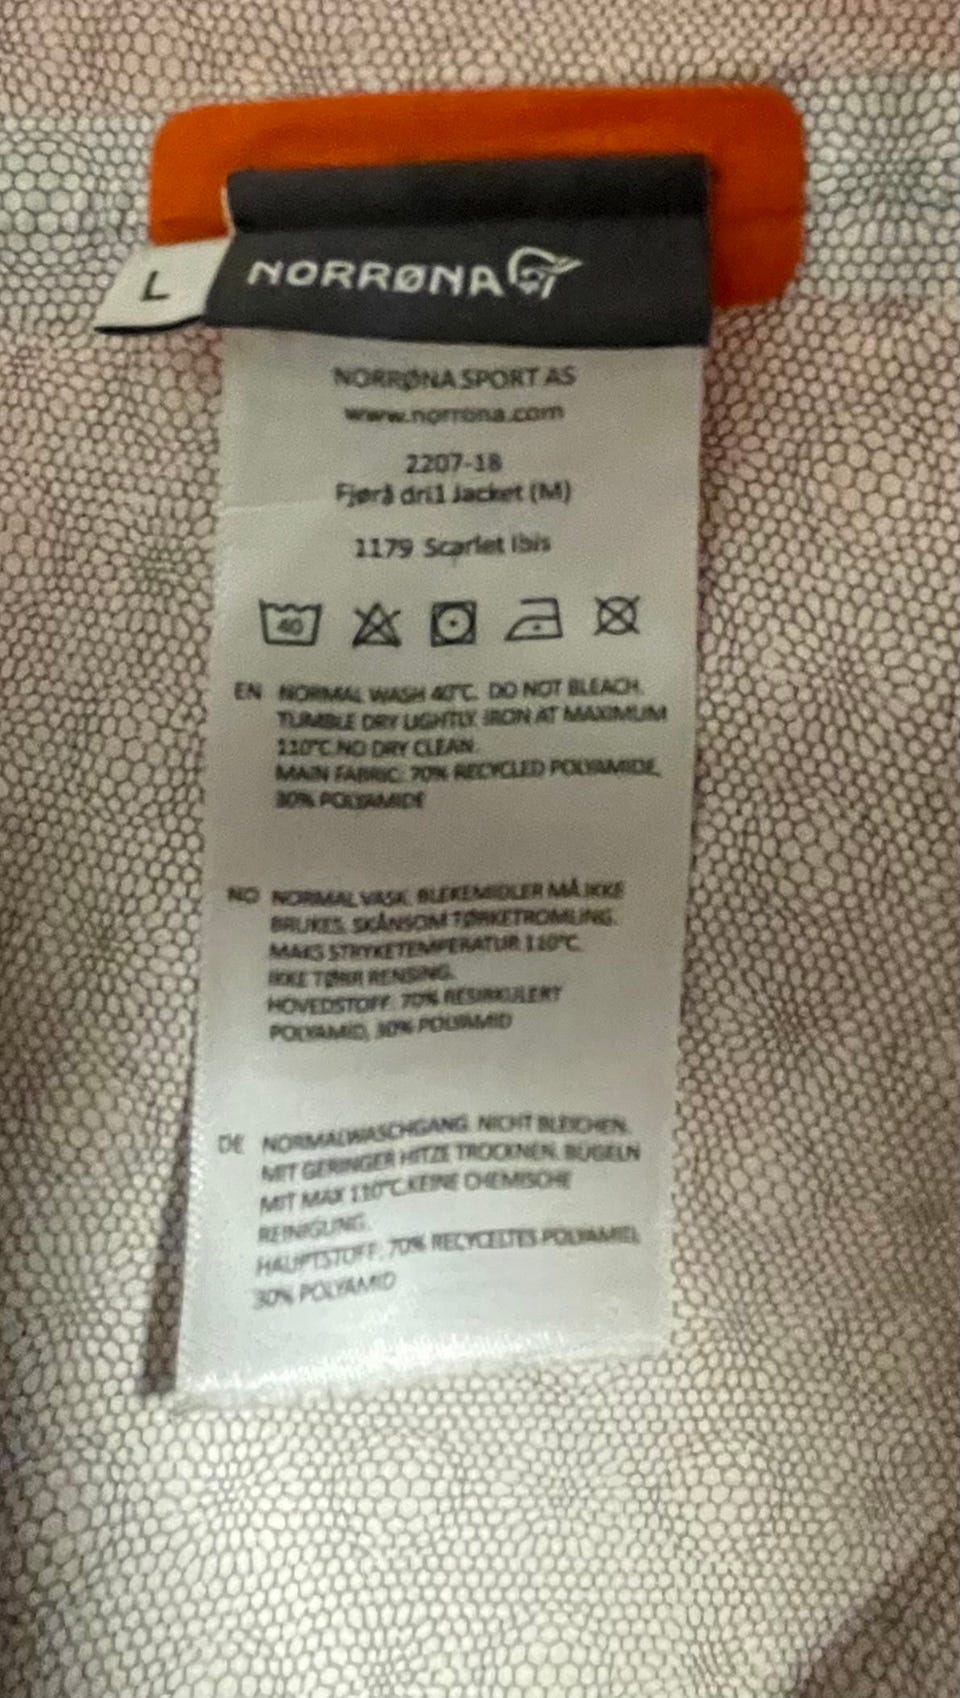 L
NORRØNA
NORRØNA SPORT AS
www.norrona.com
2207-18
Fjørå dri1 Jacket (M)
1179 Scarlet Ibis
40
EN NORMAL WASH 40°C. DO NOT BLEACH.
TUMBLE DRY LIGHTLY. IRON AT MAXIMUM
110°C.NO DRY CLEAN.
MAIN FABRIC: 70% RECYCLED POLYAMIDE,
30% POLYAMIDE
NO NORMAL VASK. BLEKEMIDLER MÅ IKKE
BRUKES. SKÅNSOM TØRKETROMLING.
MAKS STRYKETEMPERATUR 110°C.
IKKE TØRR RENSING.
HOVEDSTOFF: 70% RESIRKULERT
POLYAMID, 30% POLYAMID
DE NORMALWASCHGANG. NICHT BLEICHEN.
MIT GERINGER HITZE TROCKNEN. BÜGELN
MIT MAX 110°C.KEINE CHEMISCHE
REINIGUNG.
HAUPTSTOFF: 70% RECYCELTES POLYAMID,
30% POLYAMID